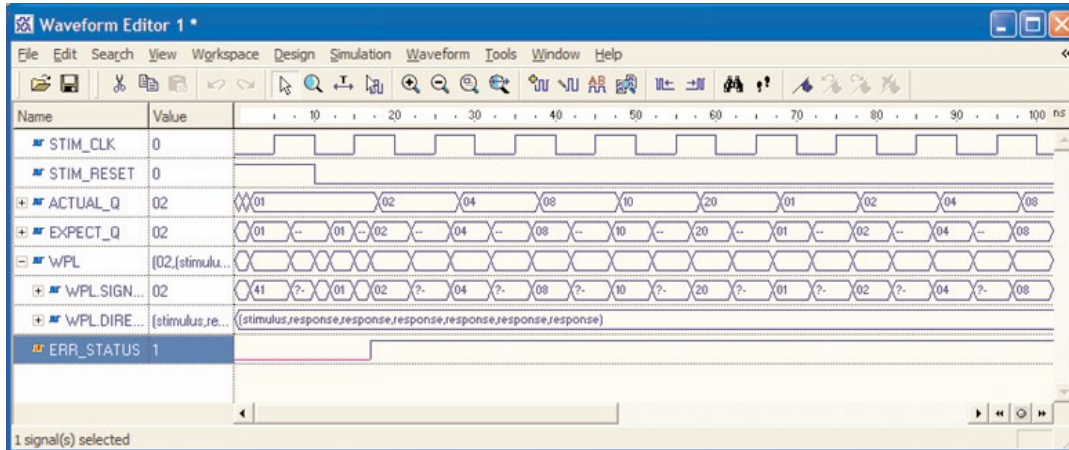 Waveform Editor 1 *
File Edit Search View Workspace Design Simulation Waveform Tools Window Help
Name Value 10 20 30 40 50 60 70 80 90 100 ns
STIM_CLK 0
STIM_RESET 0
ACTUAL_Q 02 01 02 04 08 10 20 01 02 04 08
EXPECT_Q 02 01 -- 01 -- 02 -- 04 -- 08 -- 10 -- 20 -- 01 -- 02 -- 04 -- 08
WPL (02,(stimulu...
WPL.SIGN... 02 41 ?- 01 02 ?- 04 ?- 08 ?- 10 ?- 20 ?- 01 ?- 02 ?- 04 ?- 08
WPL.DIRE... (stimulus,re... (stimulus,response,response,response,response,response,response)
ERR_STATUS 1
1 signal(s) selected